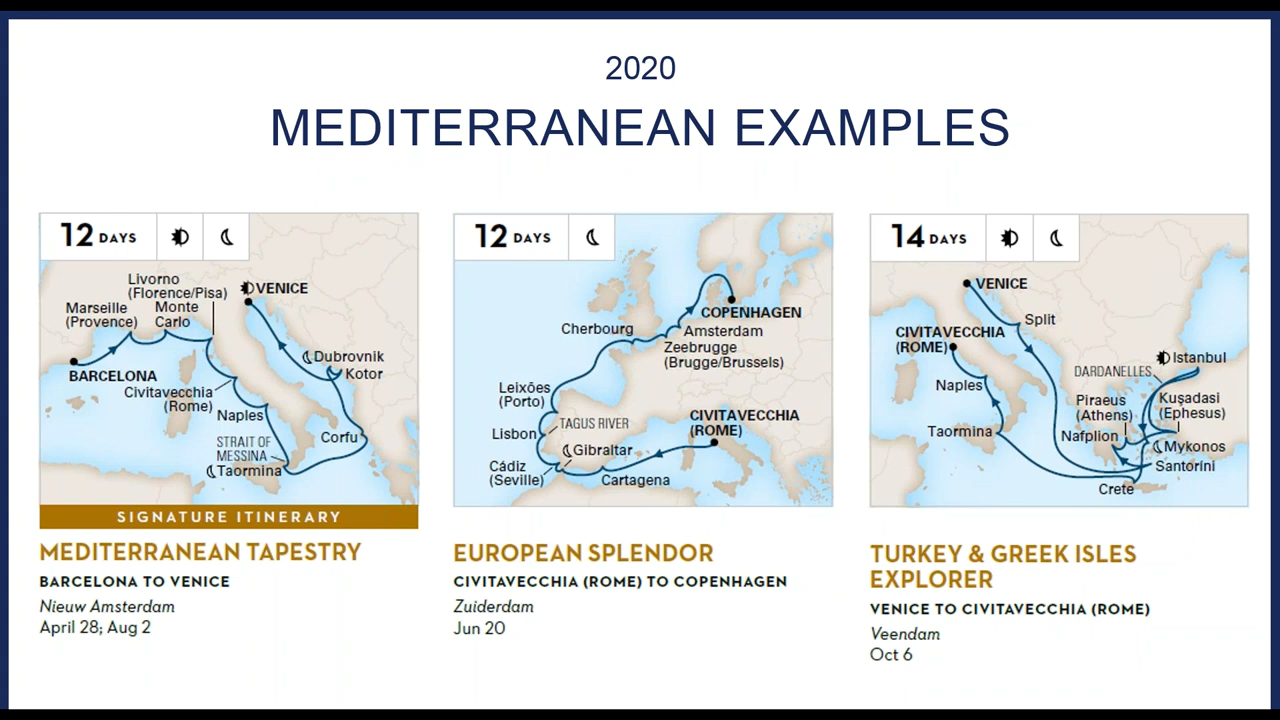 2020
MEDITERRANEAN EXAMPLES
12 DAYS
Livorno
(Florence/Pisa)
VENICE
Marseille
(Provence)
Monte
Carlo
Dubrovnik
Kotor
BARCELONA
Civitavecchia
(Rome)
Naples
STRAIT OF
MESSINA
Corfu
Taormina
SIGNATURE ITINERARY
MEDITERRANEAN TAPESTRY
BARCELONA TO VENICE
Nieuw Amsterdam
April 28; Aug 2
12 DAYS
COPENHAGEN
Cherbourg
Amsterdam
Zeebrugge
(Brugge/Brussels)
Leixões
(Porto)
CIVITAVECCHIA
(ROME)
TAGUS RIVER
Lisbon
Gibraltar
Cádiz
(Seville)
Cartagena
EUROPEAN SPLENDOR
CIVITAVECCHIA (ROME) TO COPENHAGEN
Zuiderdam
Jun 20
14 DAYS
VENICE
Split
CIVITAVECCHIA
(ROME)
Istanbul
DARDANELLES
Naples
Piraeus
(Athens)
Kuşadasi
(Ephesus)
Taormina
Nafplion
Mykonos
Santorini
Crete
TURKEY & GREEK ISLES
EXPLORER
VENICE TO CIVITAVECCHIA (ROME)
Veendam
Oct 6